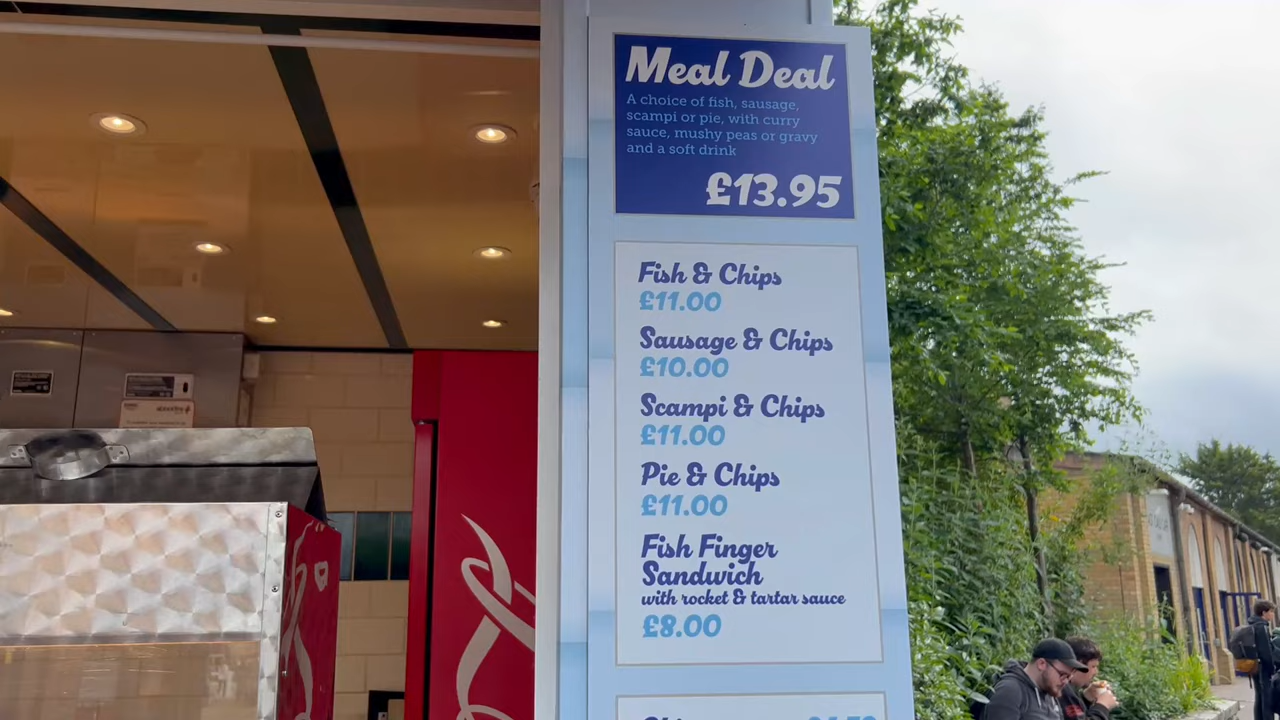 Meal Deal
A choice of fish, sausage,
scampi or pie, with curry
sauce, mushy peas or gravy
and a soft drink
£13.95
Fish & Chips
£11.00
Sausage & Chips
£10.00
Scampi & Chips
£11.00
Pie & Chips
£11.00
Fish Finger
Sandwich
with rocket & tartar sauce
£8.00